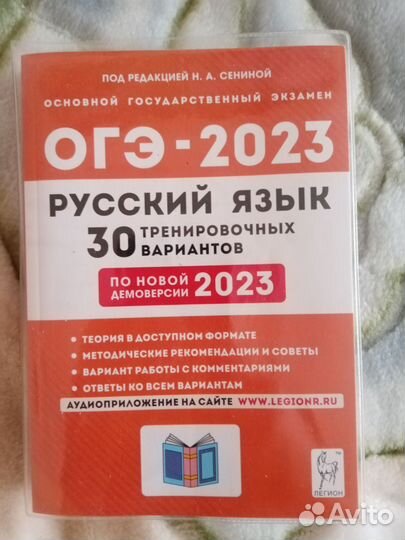 ПОД РЕДАКЦИЕЙ Н. А. СЕНИНОЙ
ОСНОВНОЙ ГОСУДАРСТВЕННЫЙ ЭКЗАМЕН
ОГЭ - 2023
РУССКИЙ ЯЗЫК
30 ТРЕНИРОВОЧНЫХ
ВАРИАНТОВ
ПО НОВОЙ
ДЕМОВЕРСИИ 2023
• ТЕОРИЯ В ДОСТУПНОМ ФОРМАТЕ
• МЕТОДИЧЕСКИЕ РЕКОМЕНДАЦИИ И СОВЕТЫ
• ВАРИАНТ РАБОТЫ С КОММЕНТАРИЯМИ
• ОТВЕТЫ КО ВСЕМ ВАРИАНТАМ
АУДИОПРИЛОЖЕНИЕ НА САЙТЕ WWW.LEGIONR.RU
ЛЕГИОН
TM
Avito